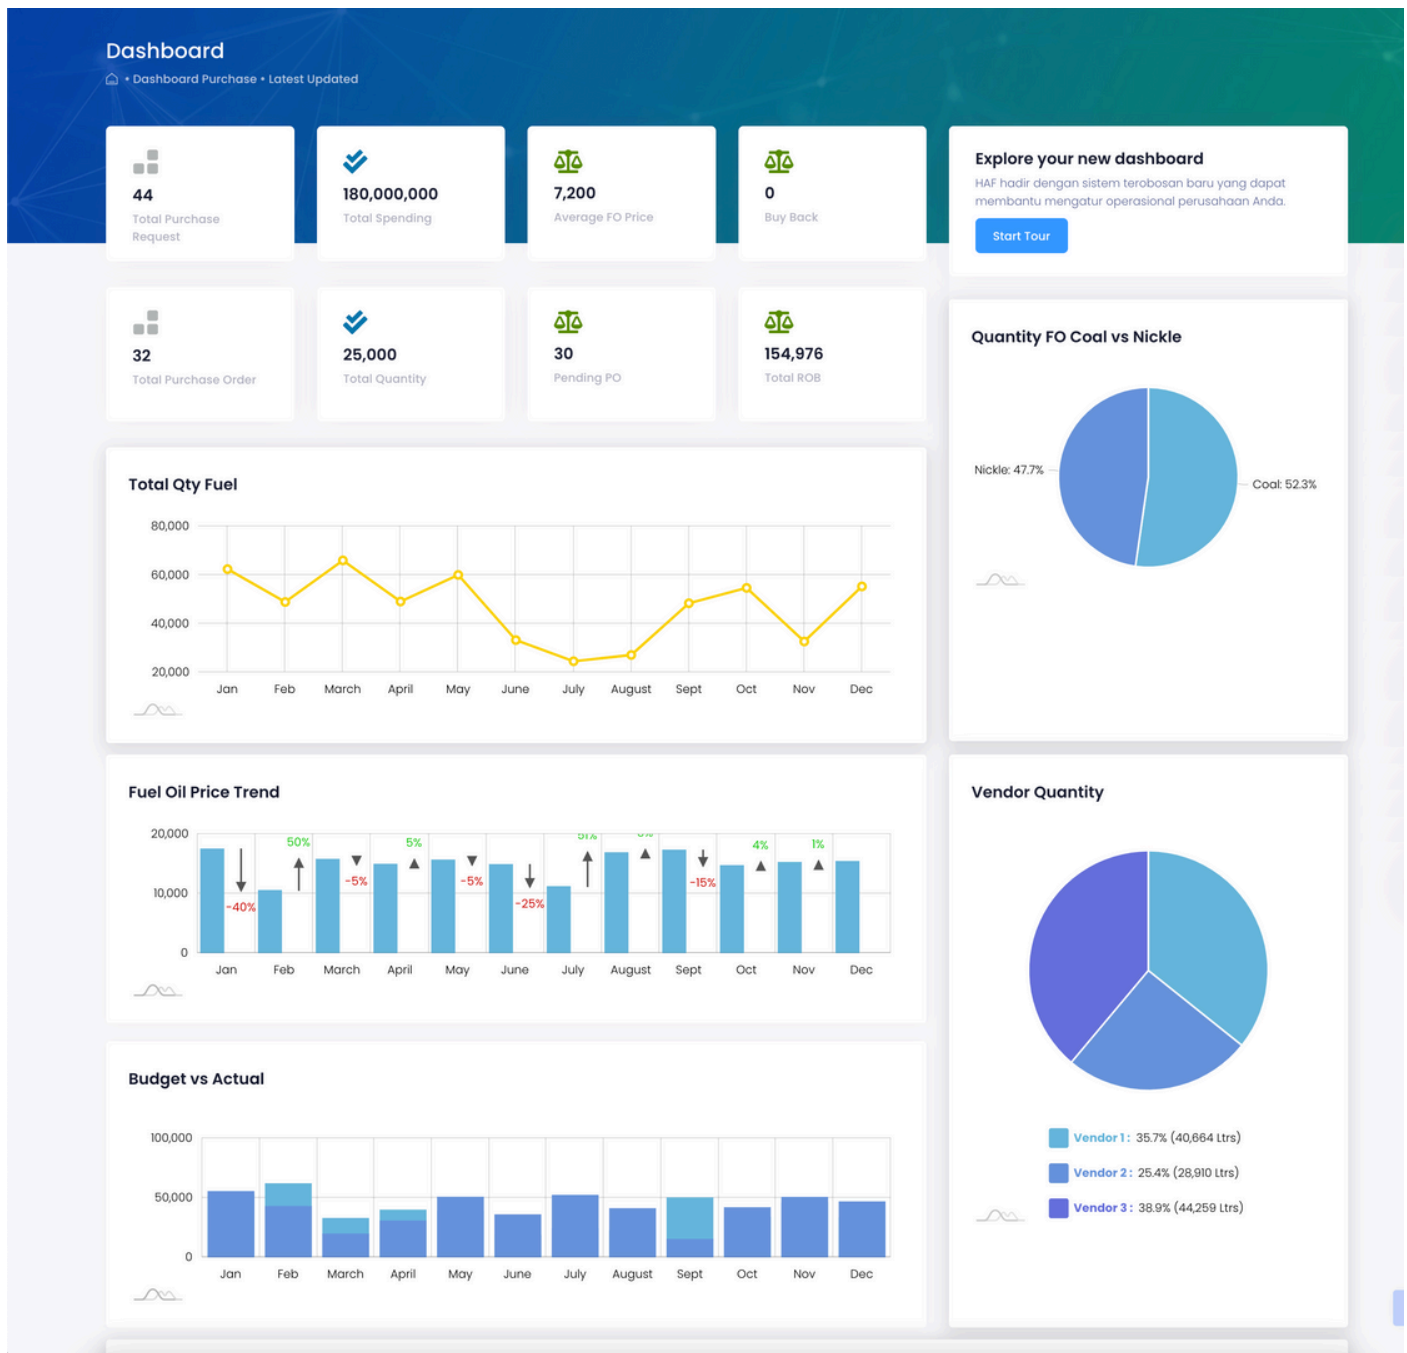 Dashboard
• Dashboard Purchase • Latest Updated
44
Total Purchase
Request
180,000,000
Total Spending
7,200
Average FO Price
0
Buy Back
Explore your new dashboard
HAF hadir dengan sistem terobosan baru yang dapat
membantu mengatur operasional perusahaan Anda.
Start Tour
32
Total Purchase Order
25,000
Total Quantity
30
Pending PO
154,976
Total ROB
Quantity FO Coal vs Nickle
Nickle: 47.7%
Coal: 52.3%
Total Qty Fuel
80,000
60,000
40,000
20,000
Jan Feb March April May June July August Sept Oct Nov Dec
Fuel Oil Price Trend
20,000
10,000
0
-40%
50%
-5%
5%
-5%
-25%
51%
-15%
4%
1%
Jan Feb March April May June July August Sept Oct Nov Dec
Vendor Quantity
Vendor 1 : 35.7% (40,664 Ltrs)
Vendor 2 : 25.4% (28,910 Ltrs)
Vendor 3 : 38.9% (44,259 Ltrs)
Budget vs Actual
100,000
50,000
0
Jan Feb March April May June July August Sept Oct Nov Dec